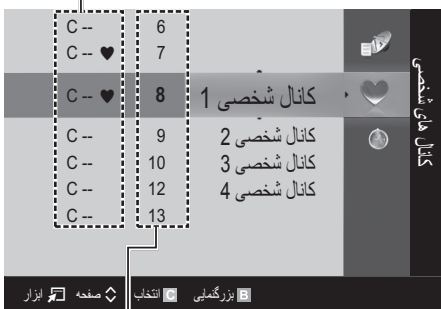 کانال های شخصی
6 C --
7 ♥ C --
کانال شخصی 1 8 ♥ C --
کانال شخصی 2 9 C --
کانال شخصی 3 10 C --
کانال شخصی 4 12 C --
13 C --
B بزرگنمایی C انتخاب صفحه ابزار